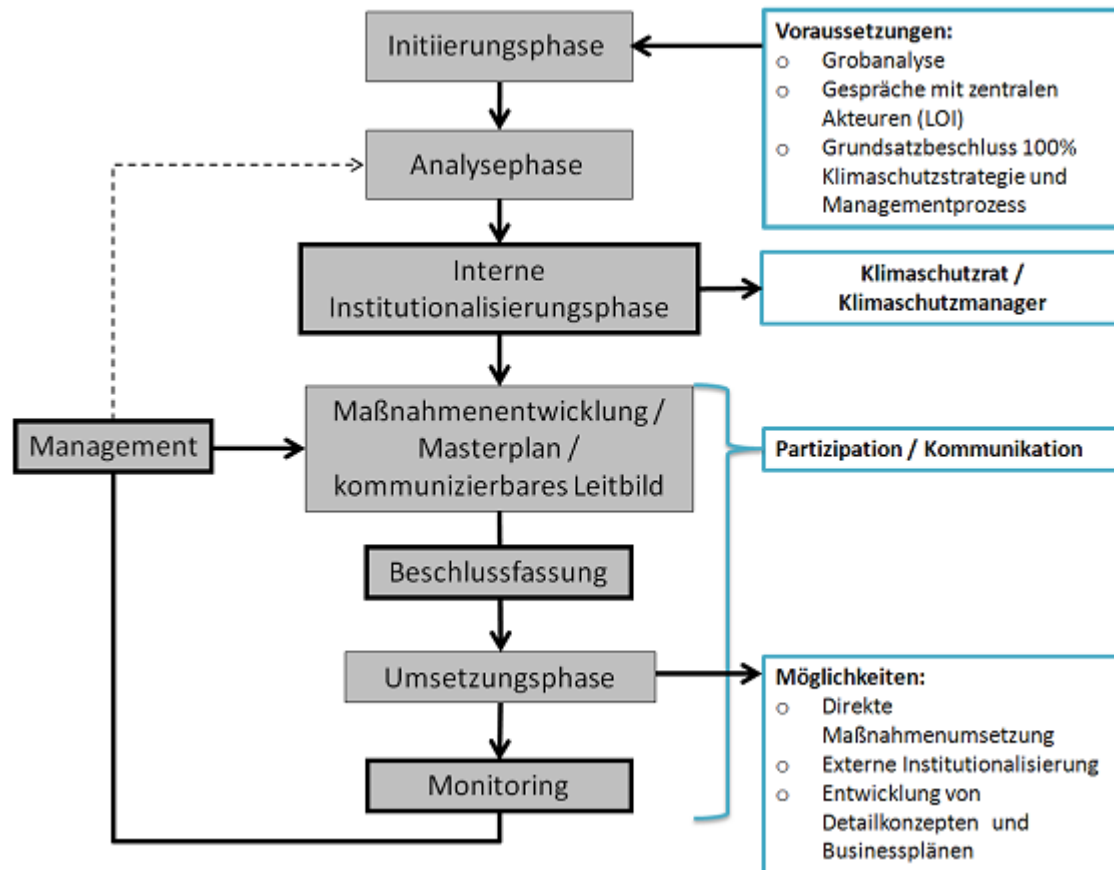 Initiierungsphase
Voraussetzungen:
o Grobanalyse
o Gespräche mit zentralen
Akteuren (LOI)
o Grundsatzbeschluss 100%
Klimaschutzstrategie und
Managementprozess
Analysephase
Interne
Institutionalisierungsphase
Klimaschutzrat /
Klimaschutzmanager
Management
Maßnahmenentwicklung /
Masterplan /
kommunizierbares Leitbild
Partizipation / Kommunikation
Beschlussfassung
Umsetzungsphase
Möglichkeiten:
o Direkte
Maßnahmenumsetzung
o Externe Institutionalisierung
o Entwicklung von
Detailkonzepten und
Businessplänen
Monitoring